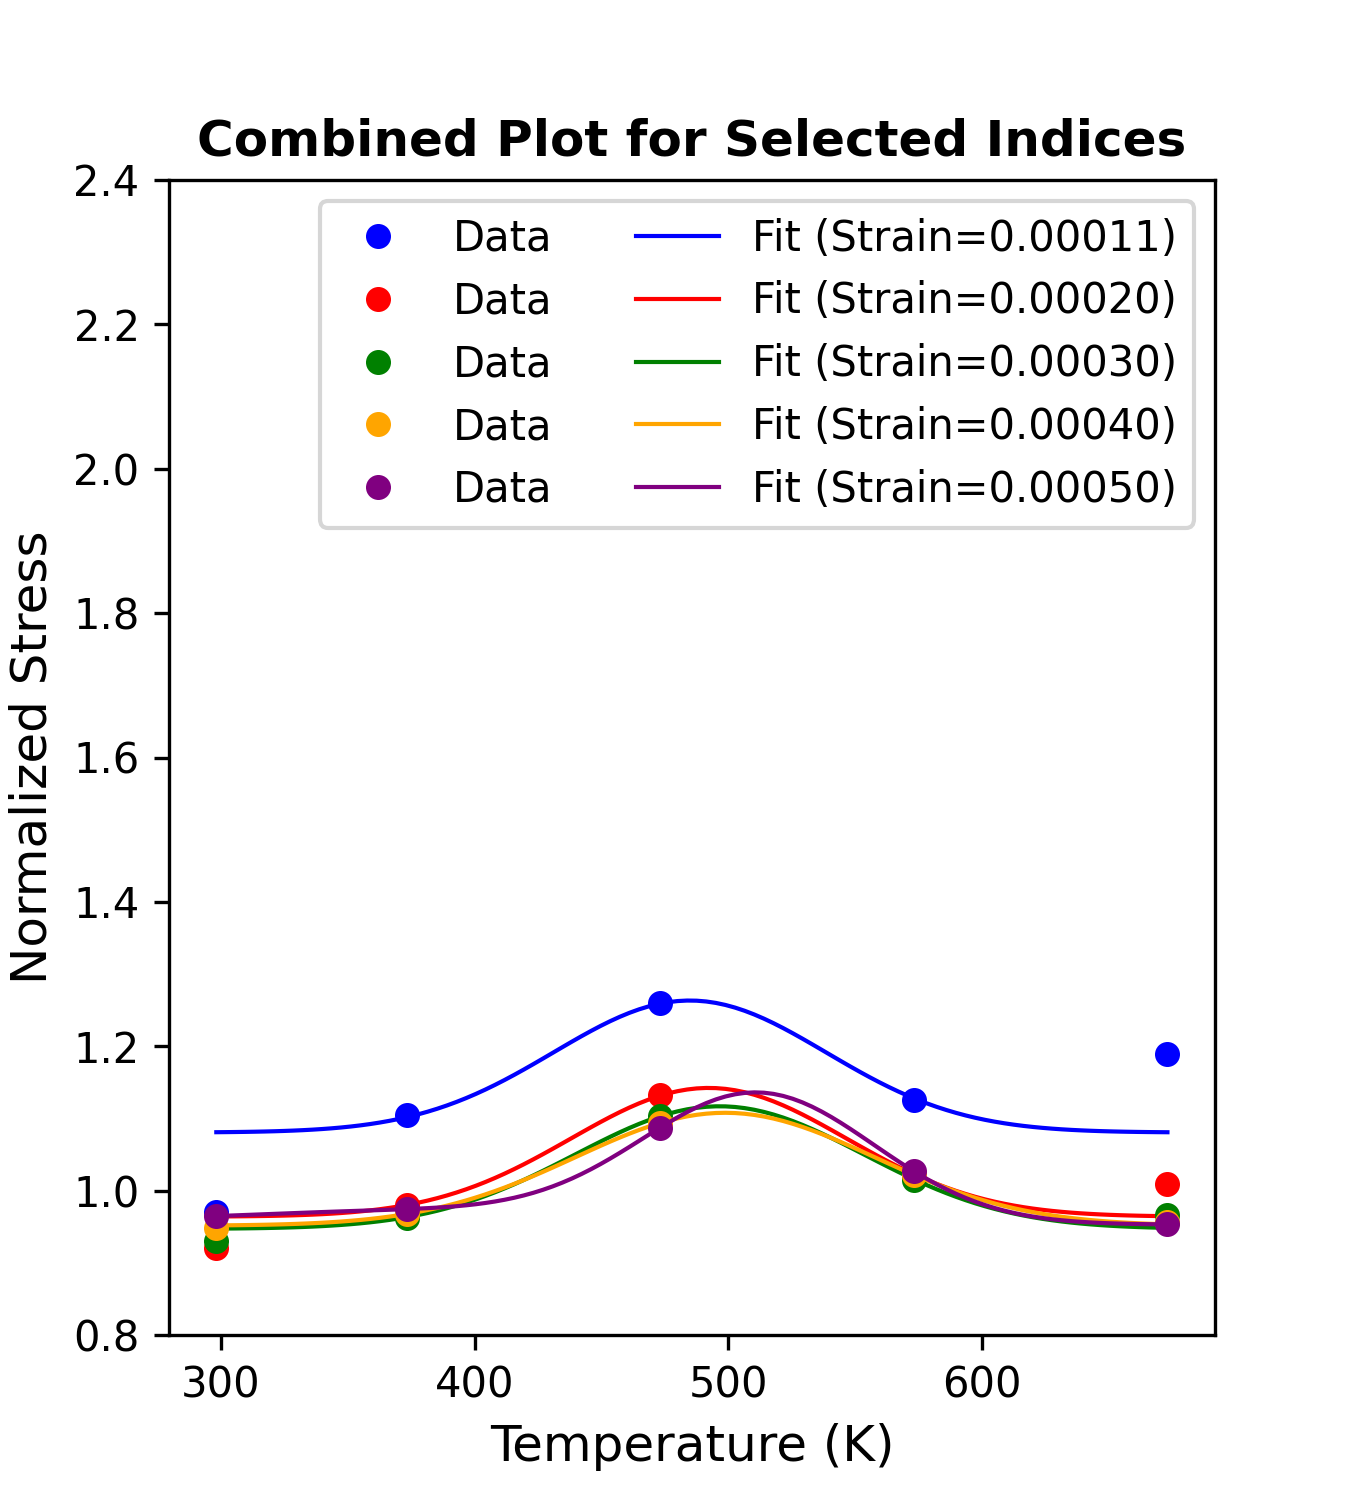 Combined Plot for Selected Indices
2.4
2.2
2.0
1.8
1.6
1.4
1.2
1.0
0.8
Normalized Stress
Data Fit (Strain=0.00011)
Data Fit (Strain=0.00020)
Data Fit (Strain=0.00030)
Data Fit (Strain=0.00040)
Data Fit (Strain=0.00050)
300 400 500 600
Temperature (K)